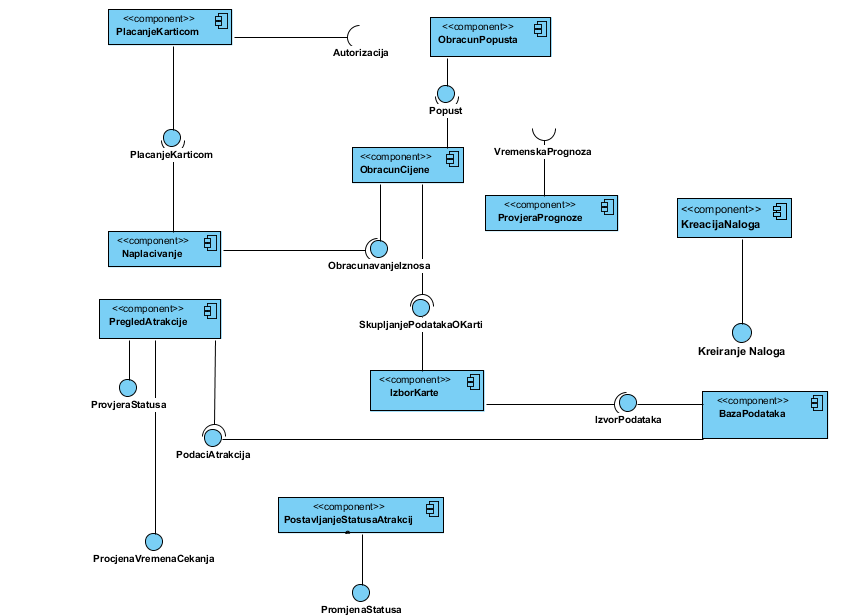 <<component>>
PlacanjeKarticom
Autorizacija
<<component>>
ObracunPopusta
Popust
PlacanjeKarticom
<<component>>
ObracunCijene
VremenskaPrognoza
<<component>>
ProvjeraPrognoze
<<component>>
KreacijaNaloga
<<component>>
Naplacivanje
ObracunavanjeIznosa
<<component>>
PregledAtrakcije
SkupljanjePodatakaOKarti
Kreiranje Naloga
<<component>>
IzborKarte
ProvjeraStatusa
IzvorPodataka
<<component>>
BazaPodataka
PodaciAtrakcija
<<component>>
PostavljanjeStatusaAtrakcij
ProcjenaVremenaCekanja
PromjenaStatusa